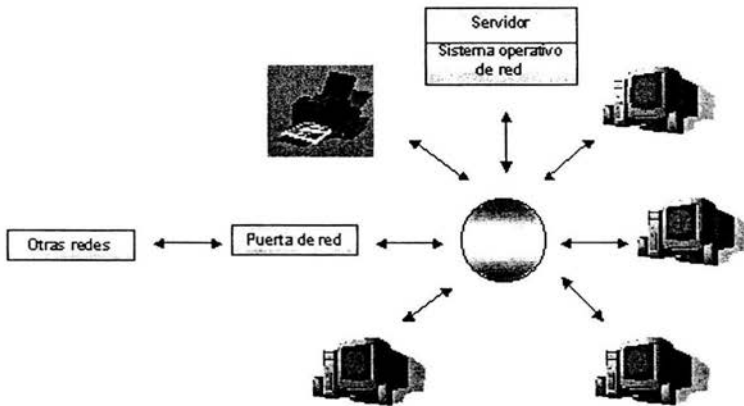 Servidor
Sistema operativo
de red
Otras redes
Puerta de red